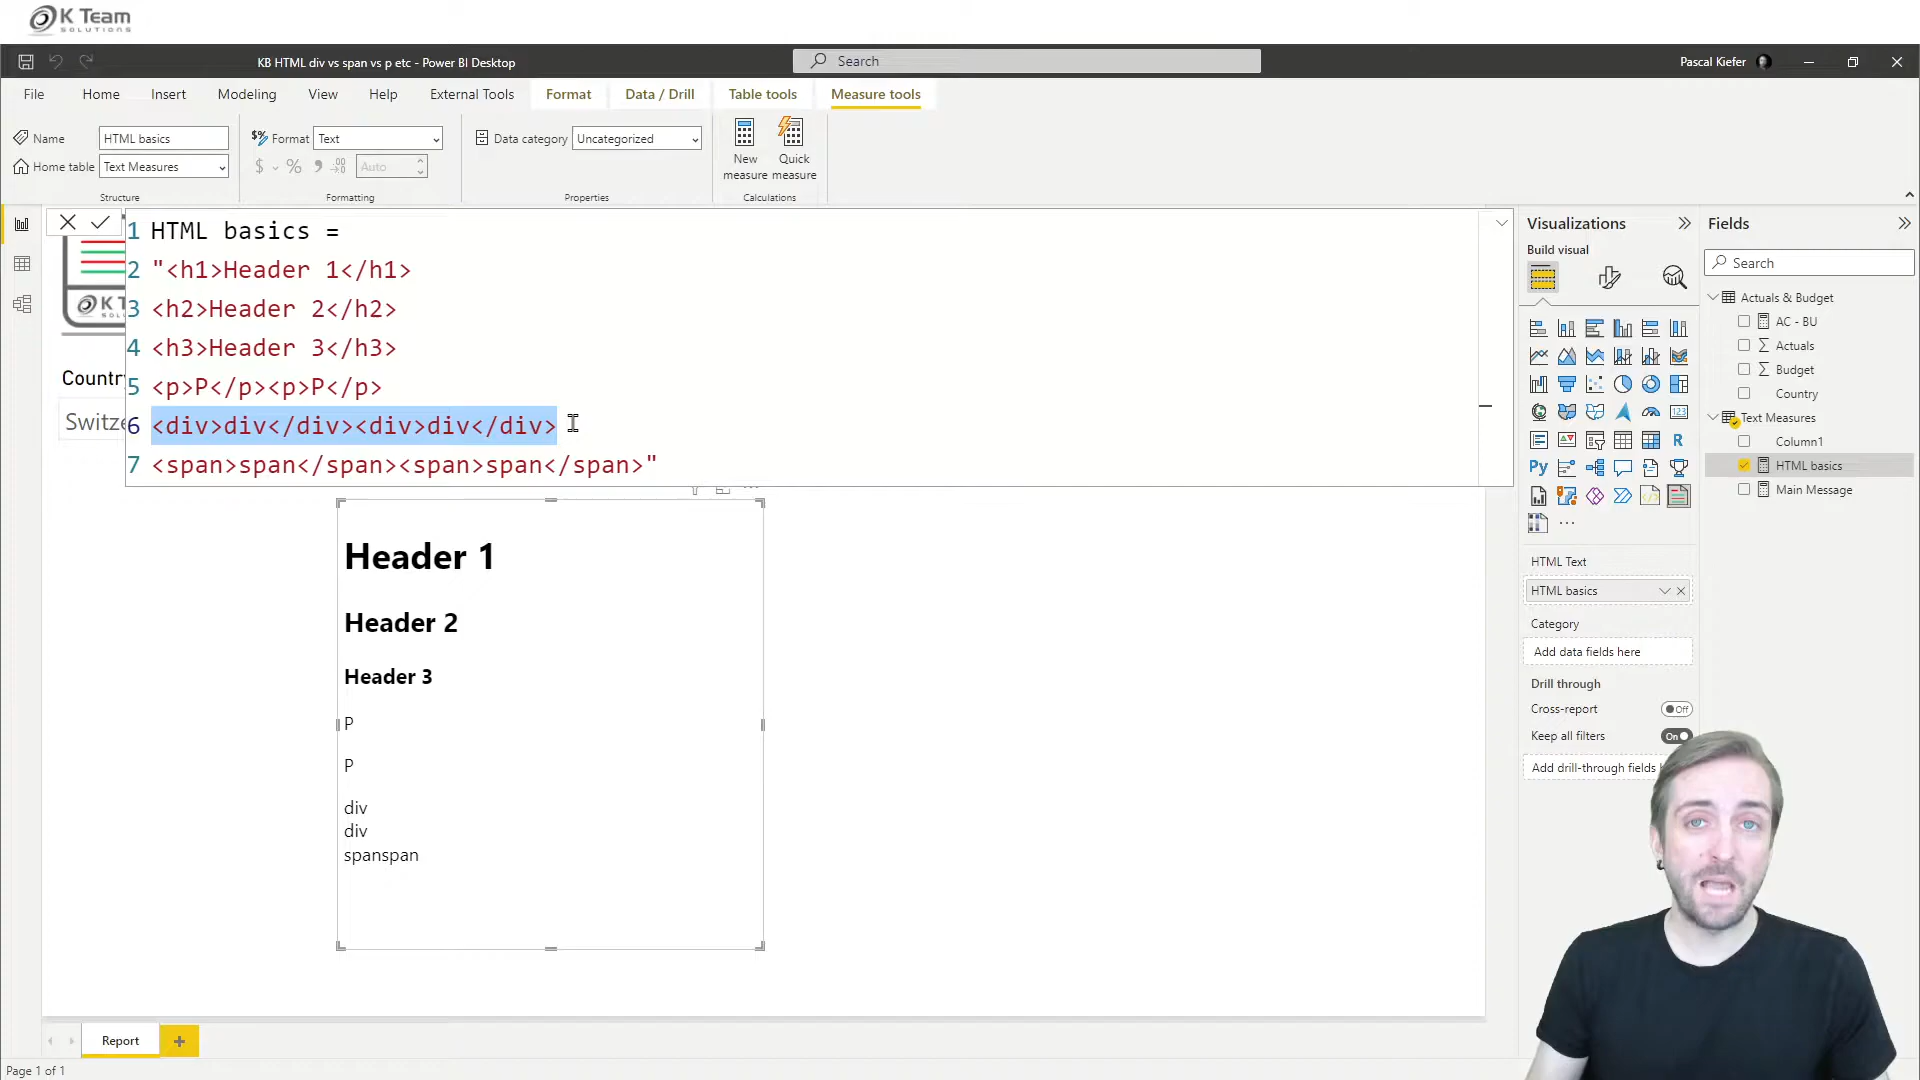 K Team
SOLUTIONS
KB HTML div vs span vs p etc - Power BI Desktop
Search
Pascal Kiefer
File Home Insert Modeling View Help External Tools Format Data / Drill Table tools Measure tools
Name HTML basics
Format Text
Data category Uncategorized
Home table Text Measures
$ % Auto
New measure
Quick measure
Structure Formatting Properties Calculations
1 HTML basics =
2 "<h1>Header 1</h1>
3 <h2>Header 2</h2>
4 <h3>Header 3</h3>
5 <p>P</p><p>P</p>
6 <div>div</div><div>div</div>
7 <span>span</span><span>span</span>"
Header 1
Header 2
Header 3
P
P
div
div
spanspan
Visualizations
Build visual
123
R
Py
HTML Text
HTML basics
Category
Add data fields here
Drill through
Cross-report Off
Keep all filters On
Add drill-through fields
Fields
Search
Actuals & Budget
AC - BU
Actuals
Budget
Country
Text Measures
Column1
HTML basics
Main Message
Report
Page 1 of 1